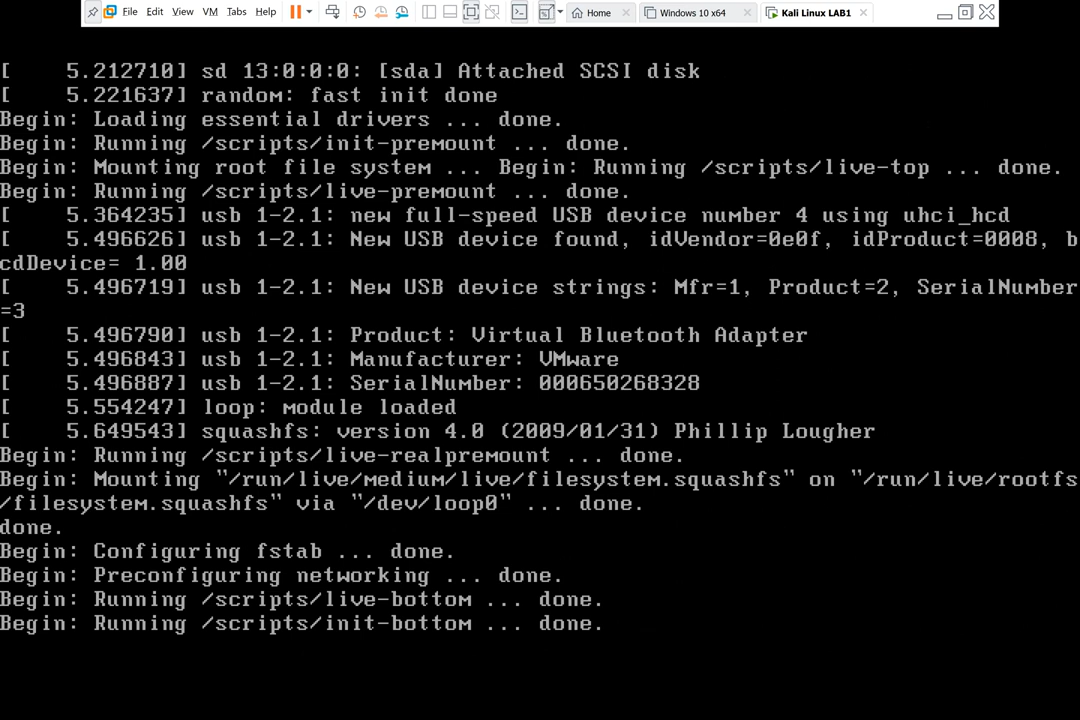 File Edit View VM Tabs Help Home Windows 10 x64 Kali Linux LAB1
[    5.212710] sd 13:0:0:0: [sda] Attached SCSI disk
[    5.221637] random: fast init done
Begin: Loading essential drivers ... done.
Begin: Running /scripts/init-premount ... done.
Begin: Mounting root file system ... Begin: Running /scripts/live-top ... done.
Begin: Running /scripts/live-premount ... done.
[    5.364235] usb 1-2.1: new full-speed USB device number 4 using uhci_hcd
[    5.496626] usb 1-2.1: New USB device found, idVendor=0e0f, idProduct=0008, b
cdDevice= 1.00
[    5.496719] usb 1-2.1: New USB device strings: Mfr=1, Product=2, SerialNumber
=3
[    5.496790] usb 1-2.1: Product: Virtual Bluetooth Adapter
[    5.496843] usb 1-2.1: Manufacturer: VMware
[    5.496887] usb 1-2.1: SerialNumber: 000650268328
[    5.554247] loop: module loaded
[    5.649543] squashfs: version 4.0 (2009/01/31) Phillip Lougher
Begin: Running /scripts/live-realpremount ... done.
Begin: Mounting "/run/live/medium/live/filesystem.squashfs" on "/run/live/rootfs
/filesystem.squashfs" via "/dev/loop0" ... done.
done.
Begin: Configuring fstab ... done.
Begin: Preconfiguring networking ... done.
Begin: Running /scripts/live-bottom ... done.
Begin: Running /scripts/init-bottom ... done.